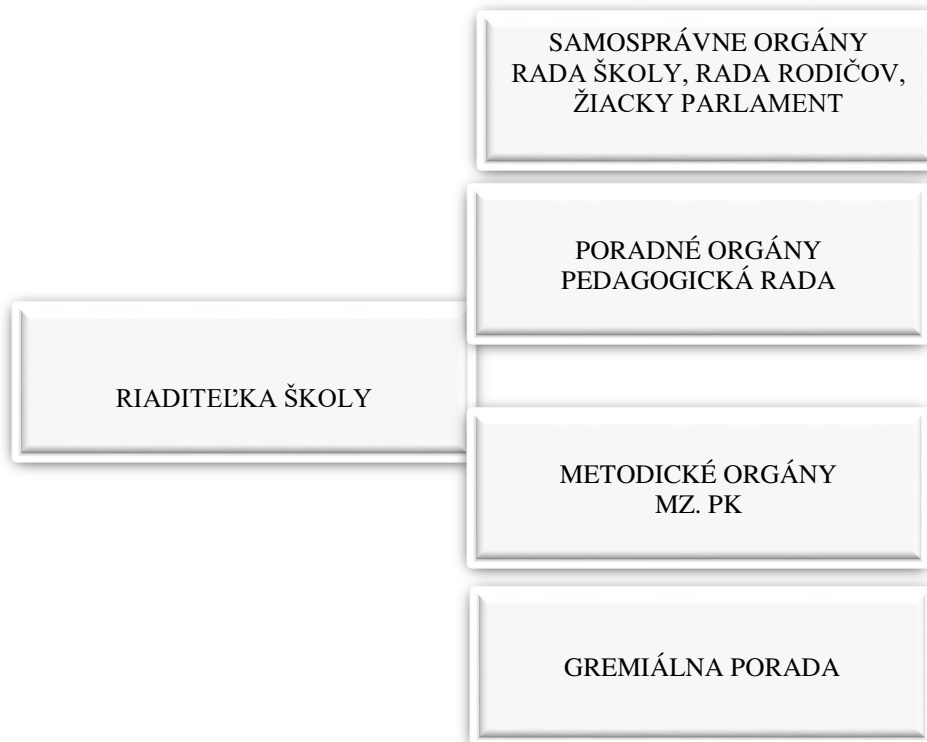 SAMOSPRÁVNE ORGÁNY
RADA ŠKOLY, RADA RODIČOV,
ŽIACKY PARLAMENT
PORADNÉ ORGÁNY
PEDAGOGICKÁ RADA
RIADITEĽKA ŠKOLY
METODICKÉ ORGÁNY
MZ. PK
GREMIÁLNA PORADA